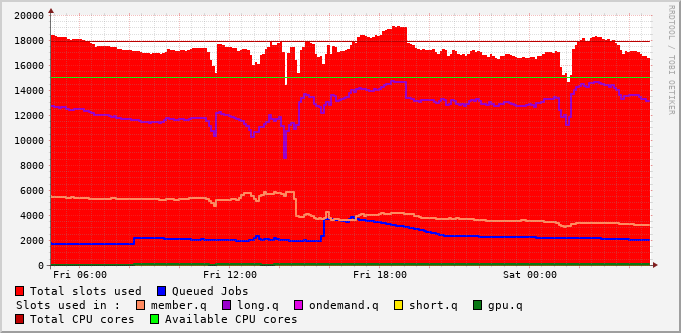 20000
18000
16000
14000
12000
10000
8000
6000
4000
2000
0
Fri 06:00 Fri 12:00 Fri 18:00 Sat 00:00
RRDTOOL / TOBI OETIKER
Total slots used Queued Jobs
Slots used in : member.q long.q ondemand.q short.q gpu.q
Total CPU cores Available CPU cores